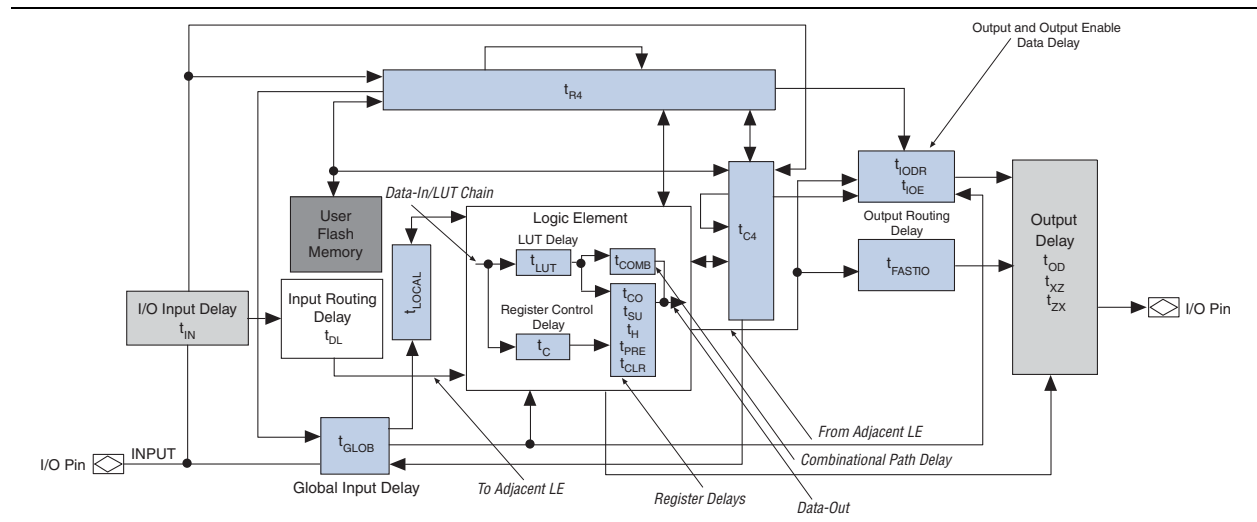 Output and Output Enable
Data Delay
tR4
tIODR
tIOE
Data-In/LUT Chain
User
Flash
Memory
Logic Element
LUT Delay
tLUT
tCOMB
tC4
Output Routing
Delay
tFASTIO
Output
Delay
tOD
tXZ
tZX
I/O Pin
I/O Input Delay
tIN
Input Routing
Delay
tDL
tLOCAL
Register Control
Delay
tC
tCO
tSU
tH
tPRE
tCLR
From Adjacent LE
INPUT
I/O Pin
tGLOB
Global Input Delay
To Adjacent LE
Combinational Path Delay
Register Delays
Data-Out